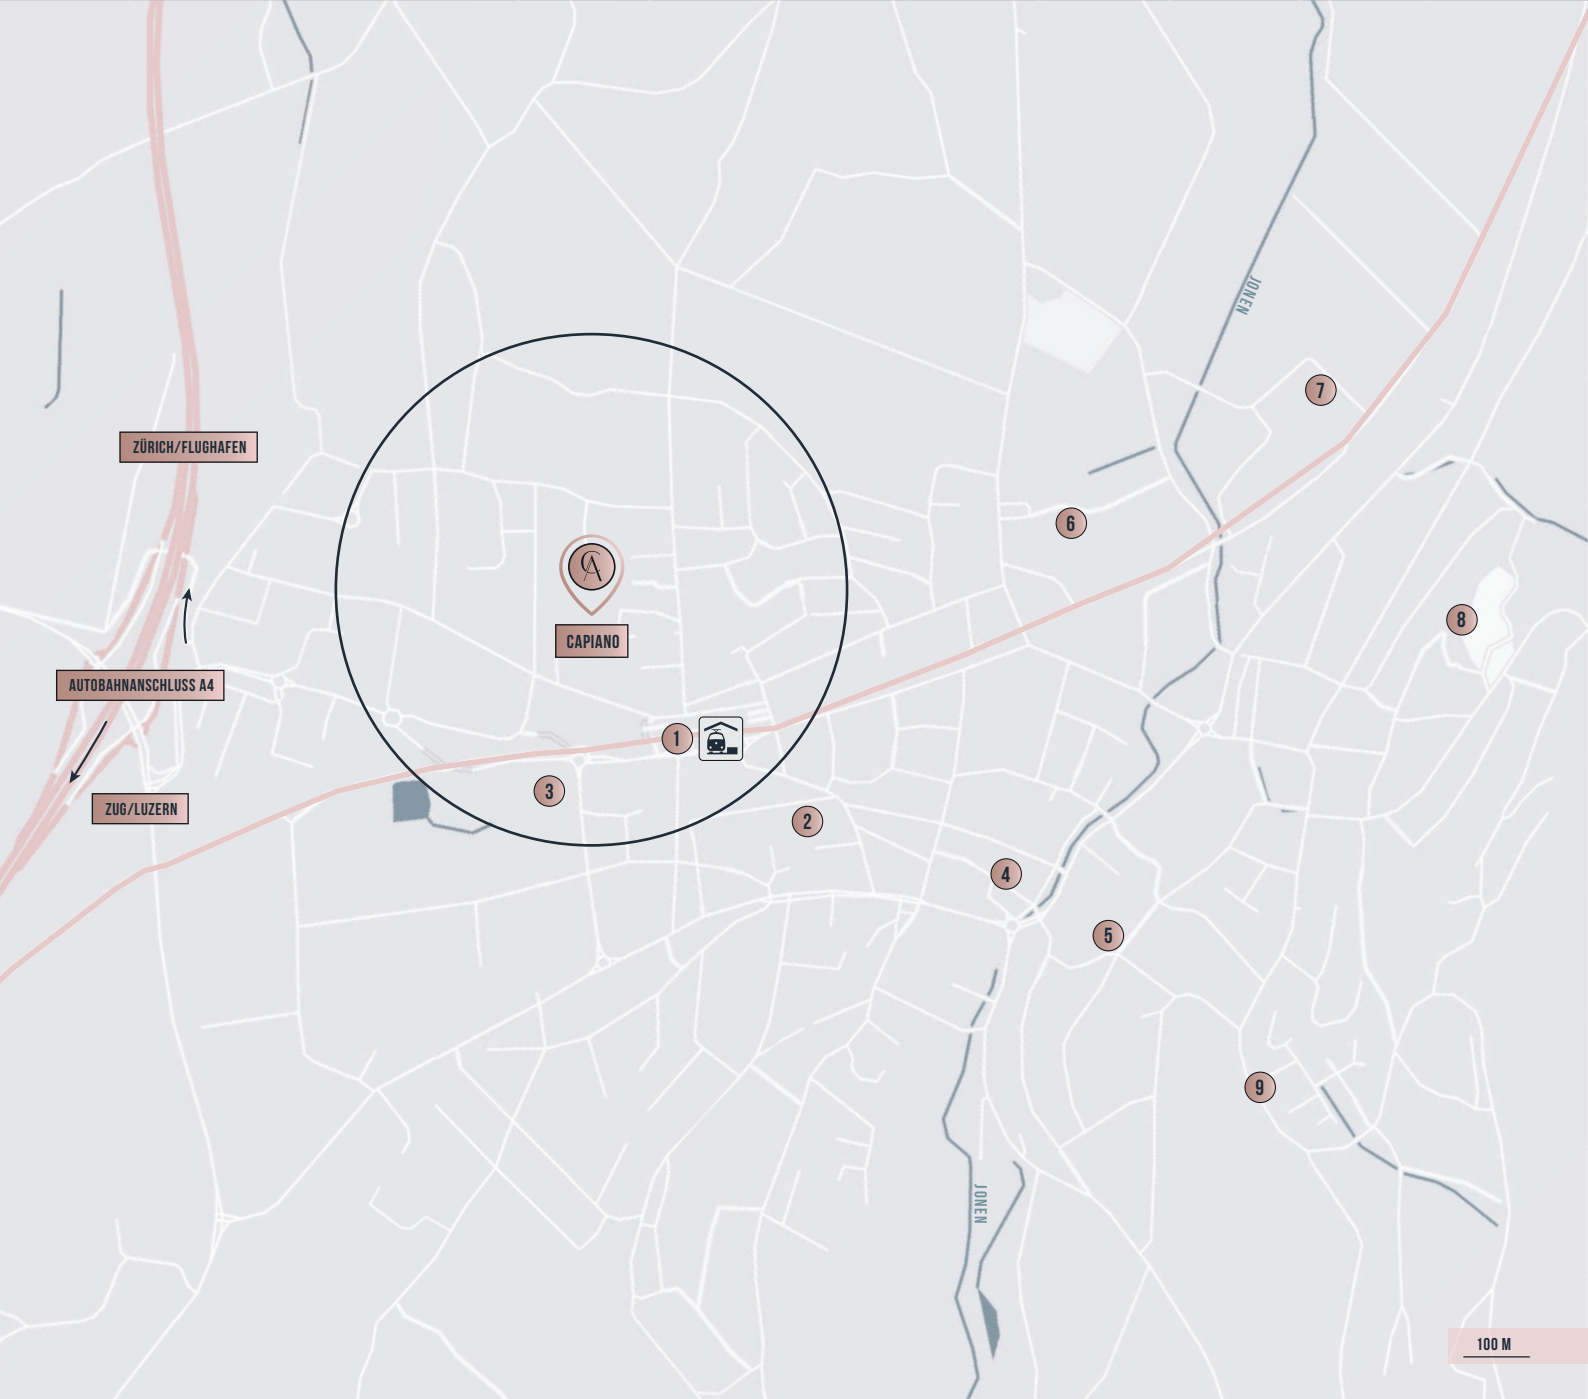 JONEN
7
ZÜRICH/FLUGHAFEN
6
CA
8
CAPIANO
AUTOBAHNANSCHLUSS A4
1
3
ZUG/LUZERN
2
4
5
9
JONEN
100 M